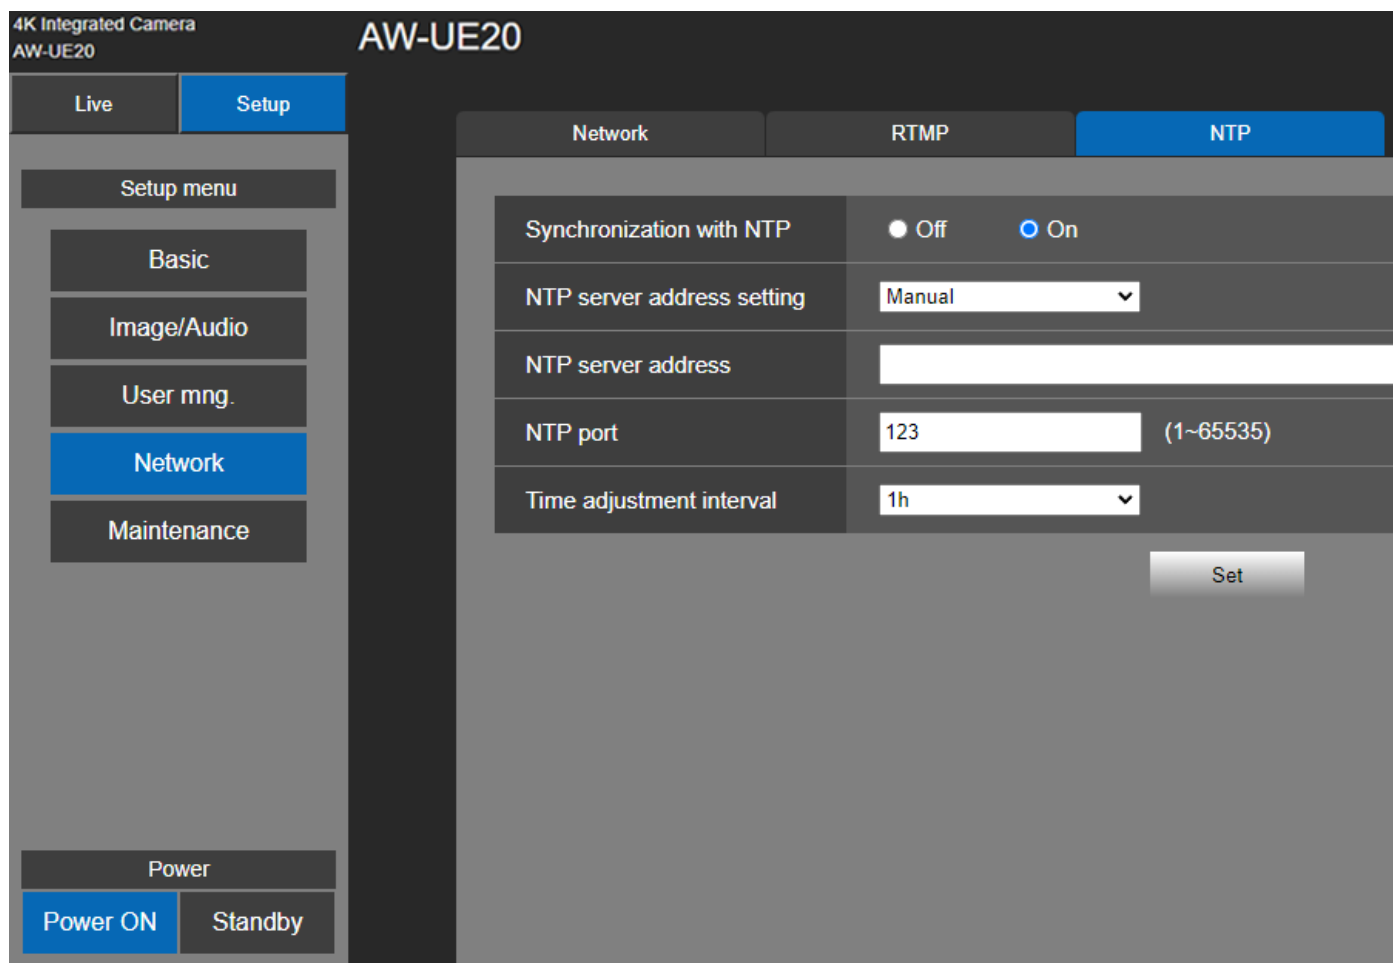 4K Integrated Camera
AW-UE20
AW-UE20
Live
Setup
Setup menu
Basic
Image/Audio
User mng.
Network
Maintenance
Power
Power ON
Standby
Network
RTMP
NTP
Synchronization with NTP
Off
On
NTP server address setting
Manual
NTP server address
NTP port
123
(1~65535)
Time adjustment interval
1h
Set